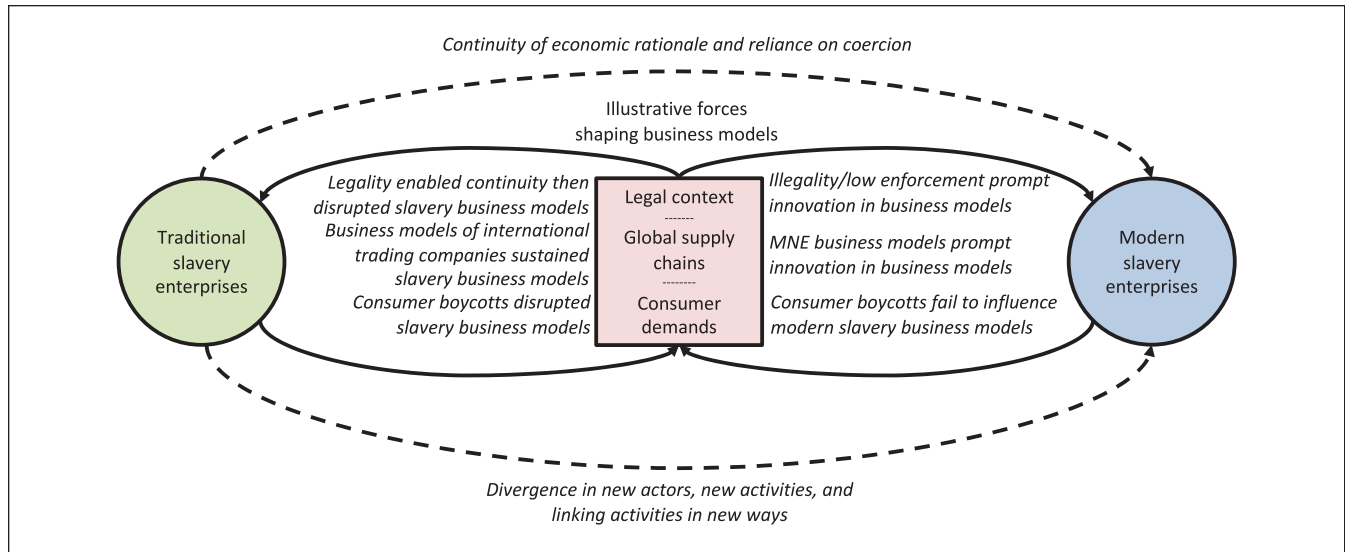 Continuity of economic rationale and reliance on coercion
Illustrative forces
shaping business models
Traditional
slavery
enterprises
Legality enabled continuity then
disrupted slavery business models
Business models of international
trading companies sustained
slavery business models
Consumer boycotts disrupted
slavery business models
Legal context
-------
Global supply
chains
--------
Consumer
demands
Illegality/low enforcement prompt
innovation in business models
MNE business models prompt
innovation in business models
Consumer boycotts fail to influence
modern slavery business models
Modern
slavery
enterprises
Divergence in new actors, new activities, and
linking activities in new ways